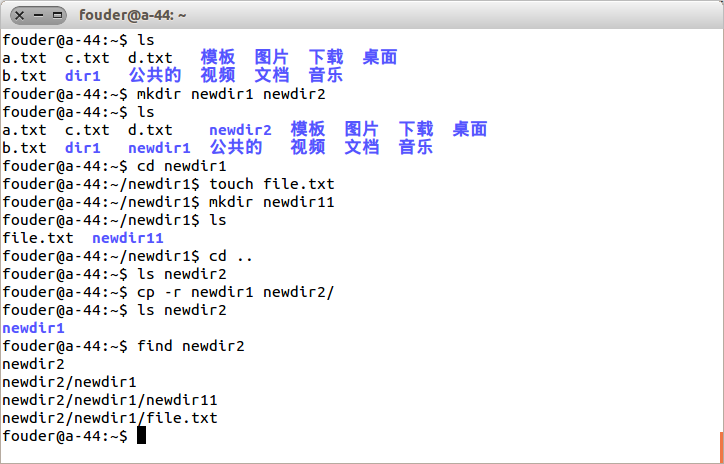 fouder@a-44: ~
fouder@a-44:~$ ls
a.txt  c.txt  d.txt   模板  图片  下载  桌面
b.txt  dir1   公共的  视频  文档  音乐
fouder@a-44:~$ mkdir newdir1 newdir2
fouder@a-44:~$ ls
a.txt  c.txt  d.txt    newdir2  模板  图片  下载  桌面
b.txt  dir1   newdir1  公共的   视频  文档  音乐
fouder@a-44:~$ cd newdir1
fouder@a-44:~/newdir1$ touch file.txt
fouder@a-44:~/newdir1$ mkdir newdir11
fouder@a-44:~/newdir1$ ls
file.txt  newdir11
fouder@a-44:~/newdir1$ cd ..
fouder@a-44:~$ ls newdir2
fouder@a-44:~$ cp -r newdir1 newdir2/
fouder@a-44:~$ ls newdir2
newdir1
fouder@a-44:~$ find newdir2
newdir2
newdir2/newdir1
newdir2/newdir1/newdir11
newdir2/newdir1/file.txt
fouder@a-44:~$